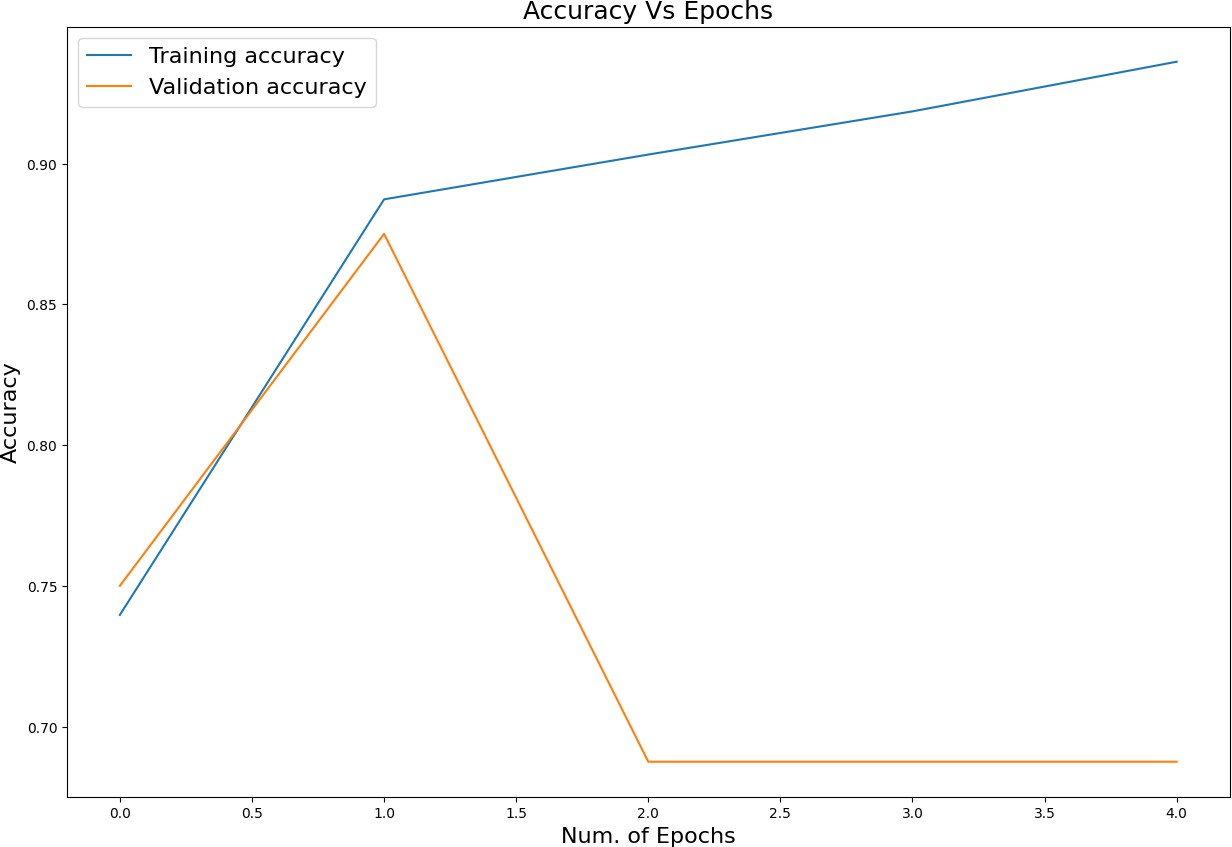 Accuracy Vs Epochs
Training accuracy
Validation accuracy
0.90
0.85
0.80
0.75
0.70
Accuracy
0.0 0.5 1.0 1.5 2.0 2.5 3.0 3.5 4.0
Num. of Epochs